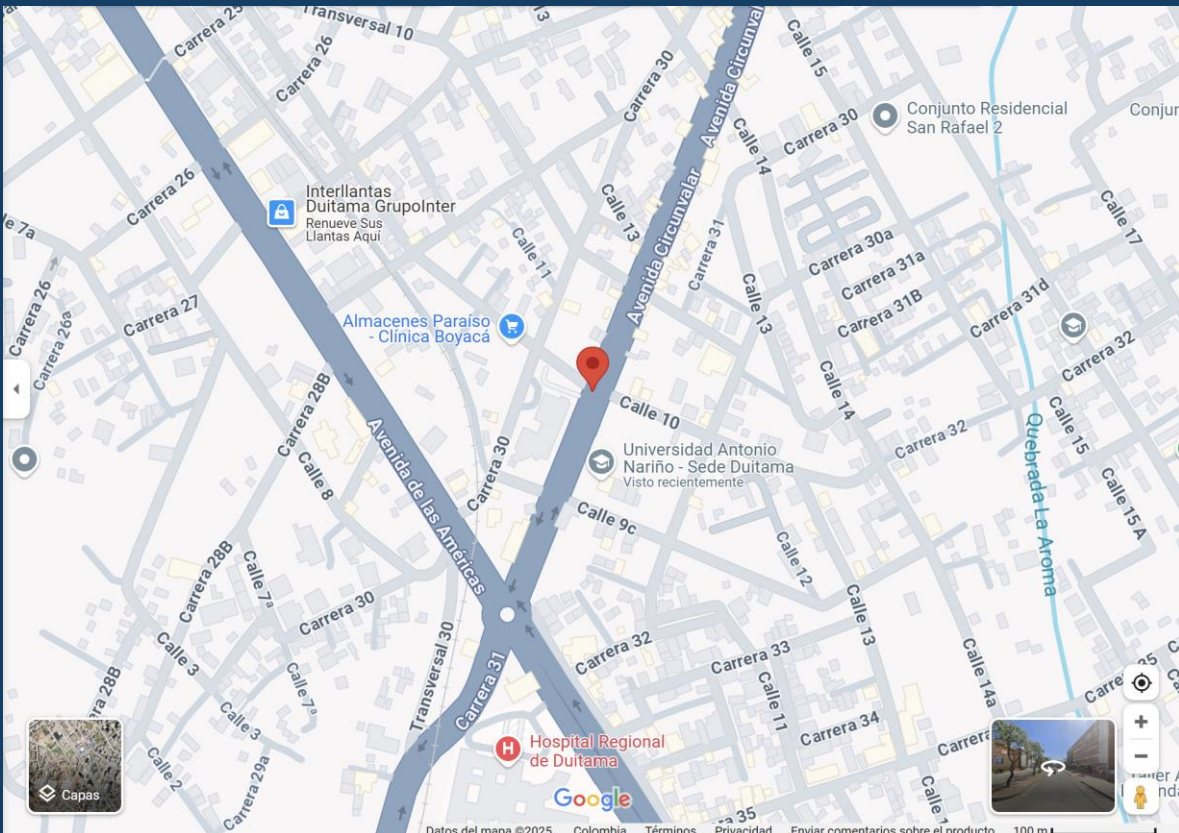 Carrera 25
Transversal 10
13
Carrera 26
Carrera 30
Avenida Circunvalar
Calle 15
Conjunto Residencial
San Rafael 2
Conjun
Carrera 30
Calle 14
Carrera 26
Interllantas
Duitama GrupoInter
Renueve Sus
Llantas Aquí
Calle 13
Avenida Circunvalar
Carrera 31
Calle 17
lle 7a
Calle 11
Carrera 30a
Carrera 31a
Carrera 31B
Carrera 31d
Carrera 26
Carrera 27
Carrera 26a
Almacenes Paraíso
- Clínica Boyacá
Calle 13
Carrera 32
Calle 14
Carrera 28B
Calle 10
Carrera 32
Calle 15
Quebrada La Aroma
Avenida de las Américas
Carrera 30
Universidad Antonio
Nariño - Sede Duitama
Visto recientemente
Calle 8
Calle 9c
Calle 15 A
Calle 12
Carrera 28B
Calle 7ª
Carrera 30
Calle 13
Carrera 32
Carrera 33
Calle 3
Transversal 30
Carrera 31
Calle 7ª
Calle 11
Calle 14a
Carrera 28B
Calle 3
Carrera 34
Hospital Regional
de Duitama
Calle 2
Carrera 29a
Capas
Google
35
Datos del mapa ©2025 Colombia Términos Privacidad Enviar comentarios sobre el producto 100 m